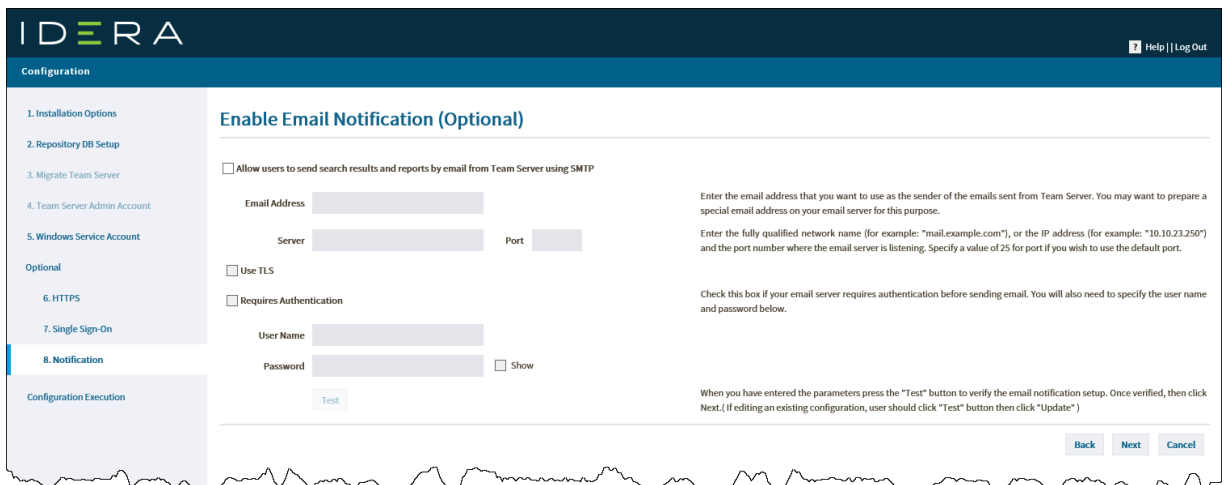 IDERA
? Help || Log Out
Configuration
1. Installation Options
2. Repository DB Setup
3. Migrate Team Server
4. Team Server Admin Account
5. Windows Service Account
Optional
6. HTTPS
7. Single Sign-On
8. Notification
Configuration Execution
Enable Email Notification (Optional)
Allow users to send search results and reports by email from Team Server using SMTP
Email Address
Enter the email address that you want to use as the sender of the emails sent from Team Server. You may want to prepare a
special email address on your email server for this purpose.
Server
Port
Enter the fully qualified network name (for example: "mail.example.com"), or the IP address (for example: "10.10.23.250")
and the port number where the email server is listening. Specify a value of 25 for port if you wish to use the default port.
Use TLS
Requires Authentication
Check this box if your email server requires authentication before sending email. You will also need to specify the user name
and password below.
User Name
Password
Show
Test
When you have entered the parameters press the "Test" button to verify the email notification setup. Once verified, then click
Next.( If editing an existing configuration, user should click "Test" button then click "Update" )
Back
Next
Cancel